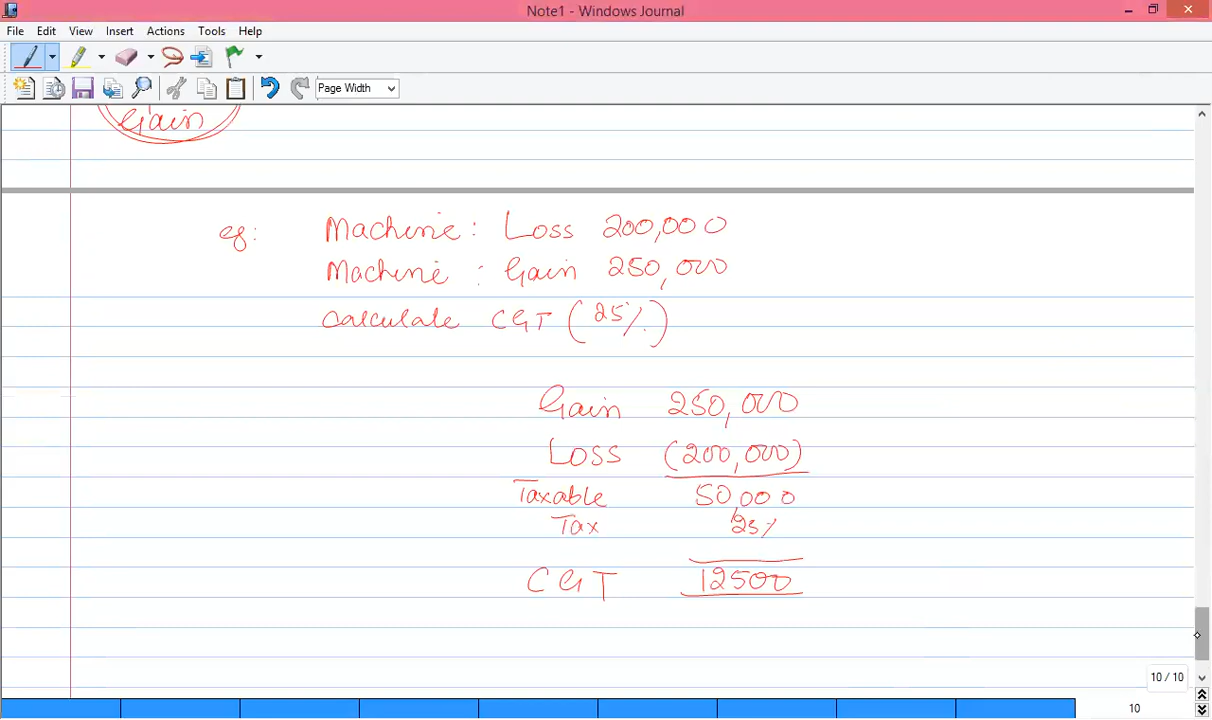 Note1 - Windows Journal
File Edit View Insert Actions Tools Help
Page Width
Gain
eg: Machine: Loss 200,000
Machine: Gain 250,000
Calculate CGT (25%)
Gain 250,000
Loss (200,000)
Taxable 50,000
Tax 25%
CGT 12500
10 / 10
10